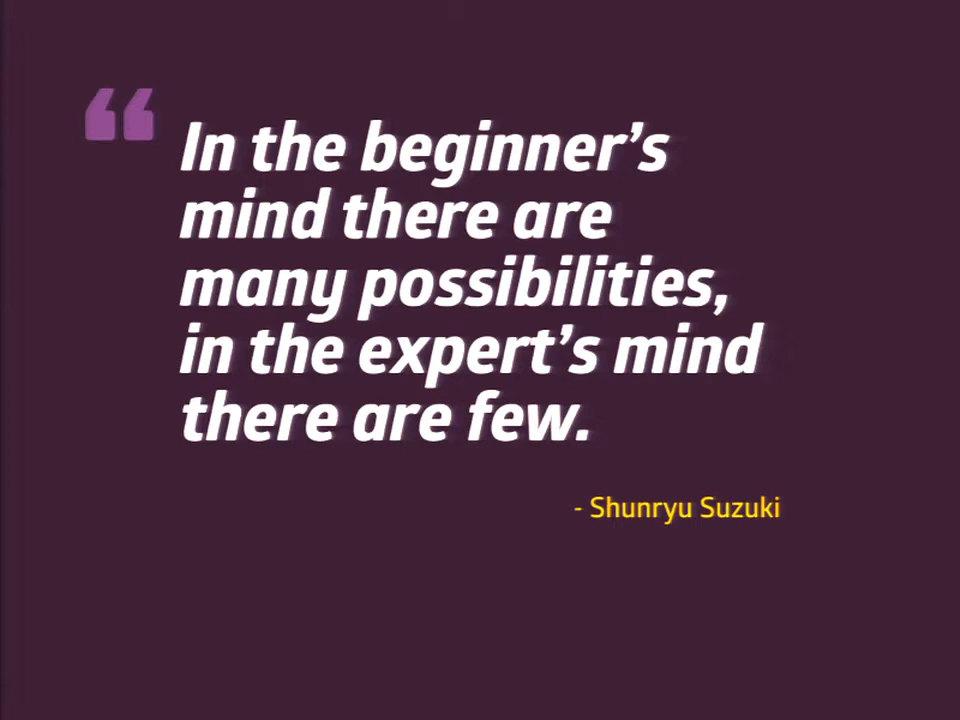 “
In the beginner’s
mind there are
many possibilities,
in the expert’s mind
there are few.
- Shunryu Suzuki